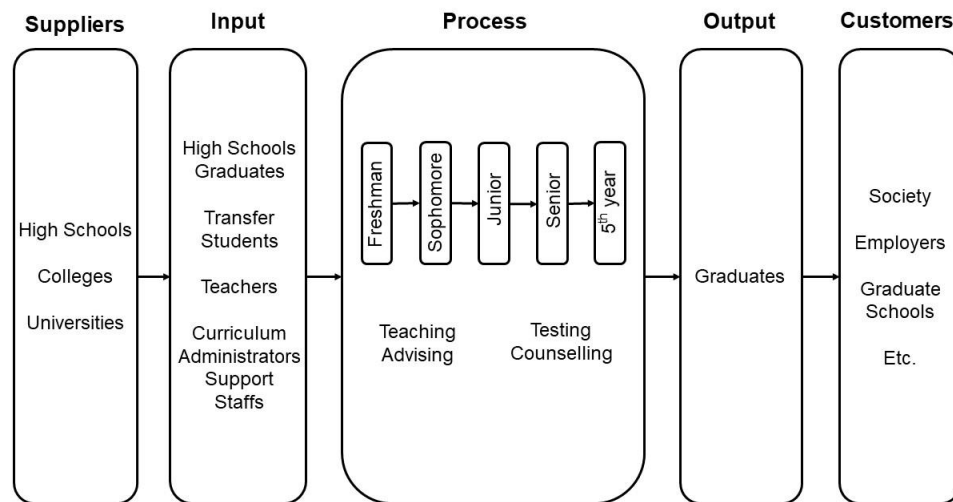 Suppliers
Input
Process
Output
Customers
High Schools
Colleges
Universities
High Schools
Graduates
Transfer
Students
Teachers
Curriculum
Administrators
Support
Staffs
Freshman
Sophomore
Junior
Senior
5th year
Teaching
Advising
Testing
Counselling
Graduates
Society
Employers
Graduate
Schools
Etc.